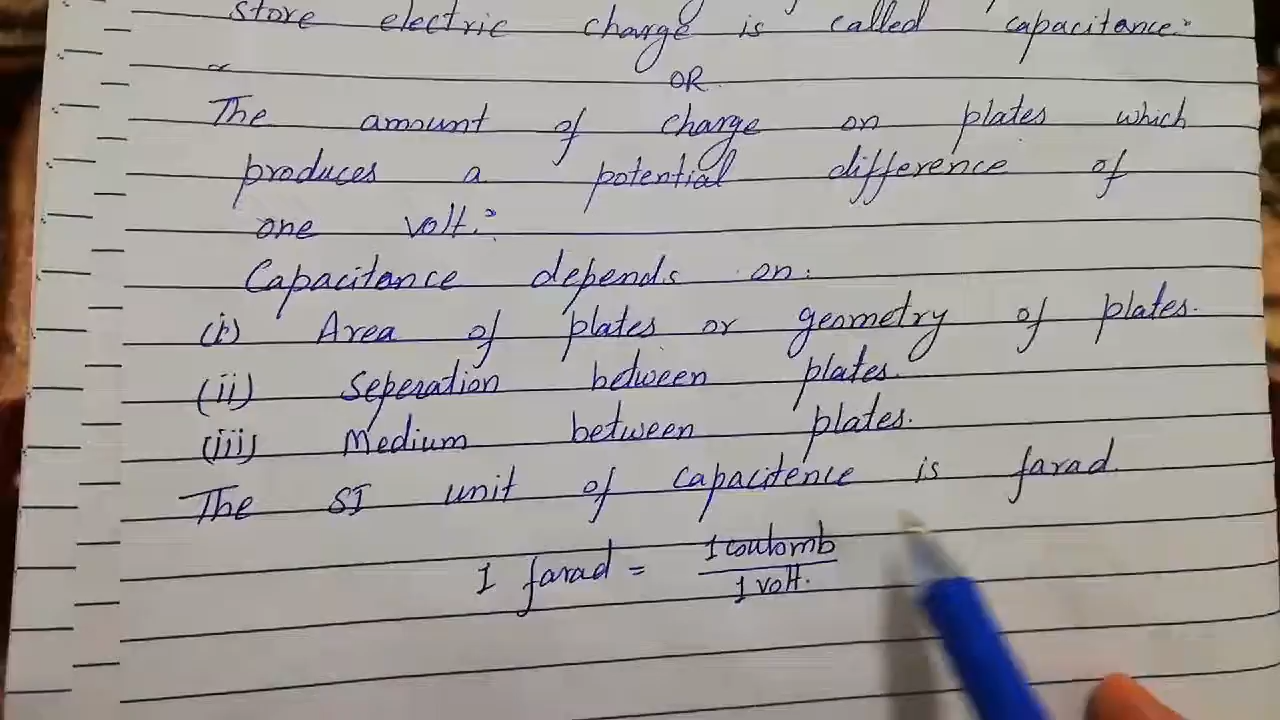 store electric charge is called capacitance."
OR
The amount of charge on plates which
produces a potential difference of
one volt."
Capacitance depends on:
(i) Area of plates or geometry of plates.
(ii) Seperation between plates.
(iii) Medium between plates.
The SI unit of capacitence is farad.
1 farad = 1 coulomb
1 volt.